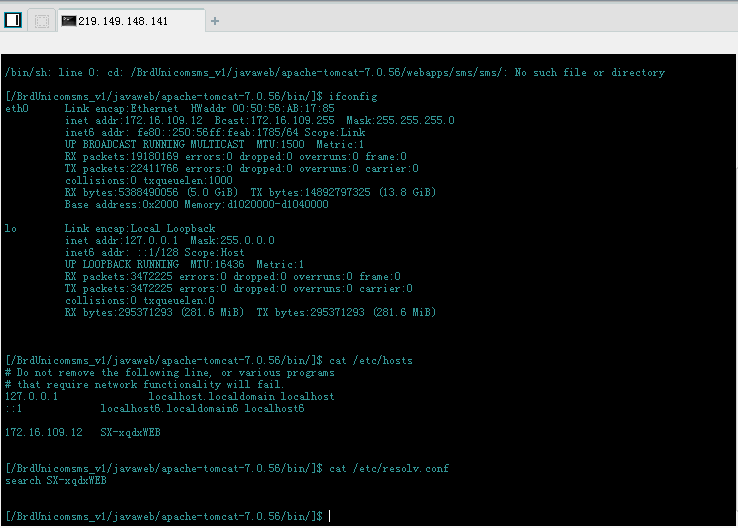 219.149.148.141
/bin/sh: line 0: cd: /BrdUnicomsms_v1/javaweb/apache-tomcat-7.0.56/webapps/sms/sms/: No such file or directory
[/BrdUnicomsms_v1/javaweb/apache-tomcat-7.0.56/bin/]$ ifconfig
eth0 Link encap:Ethernet HWaddr 00:50:56:AB:17:85
inet addr:172.16.109.12 Bcast:172.16.109.255 Mask:255.255.255.0
inet6 addr: fe80::250:56ff:feab:1785/64 Scope:Link
UP BROADCAST RUNNING MULTICAST MTU:1500 Metric:1
RX packets:19180169 errors:0 dropped:0 overruns:0 frame:0
TX packets:22411766 errors:0 dropped:0 overruns:0 carrier:0
collisions:0 txqueuelen:1000
RX bytes:5388490056 (5.0 GiB) TX bytes:14892797325 (13.8 GiB)
Base address:0x2000 Memory:d1020000-d1040000
lo Link encap:Local Loopback
inet addr:127.0.0.1 Mask:255.0.0.0
inet6 addr: ::1/128 Scope:Host
UP LOOPBACK RUNNING MTU:16436 Metric:1
RX packets:3472225 errors:0 dropped:0 overruns:0 frame:0
TX packets:3472225 errors:0 dropped:0 overruns:0 carrier:0
collisions:0 txqueuelen:0
RX bytes:295371293 (281.6 MiB) TX bytes:295371293 (281.6 MiB)
[/BrdUnicomsms_v1/javaweb/apache-tomcat-7.0.56/bin/]$ cat /etc/hosts
# Do not remove the following line, or various programs
# that require network functionality will fail.
127.0.0.1 localhost.localdomain localhost
::1 localhost6.localdomain6 localhost6
172.16.109.12 SX-xqdxWEB
[/BrdUnicomsms_v1/javaweb/apache-tomcat-7.0.56/bin/]$ cat /etc/resolv.conf
search SX-xqdxWEB
[/BrdUnicomsms_v1/javaweb/apache-tomcat-7.0.56/bin/]$